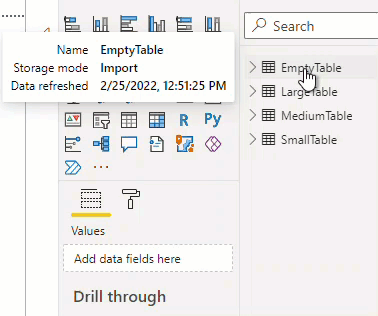 Search
Name EmptyTable
Storage mode Import
Data refreshed 2/25/2022, 12:51:25 PM
EmptyTable
LargeTable
MediumTable
SmallTable
R Py
Values
Add data fields here
Drill through